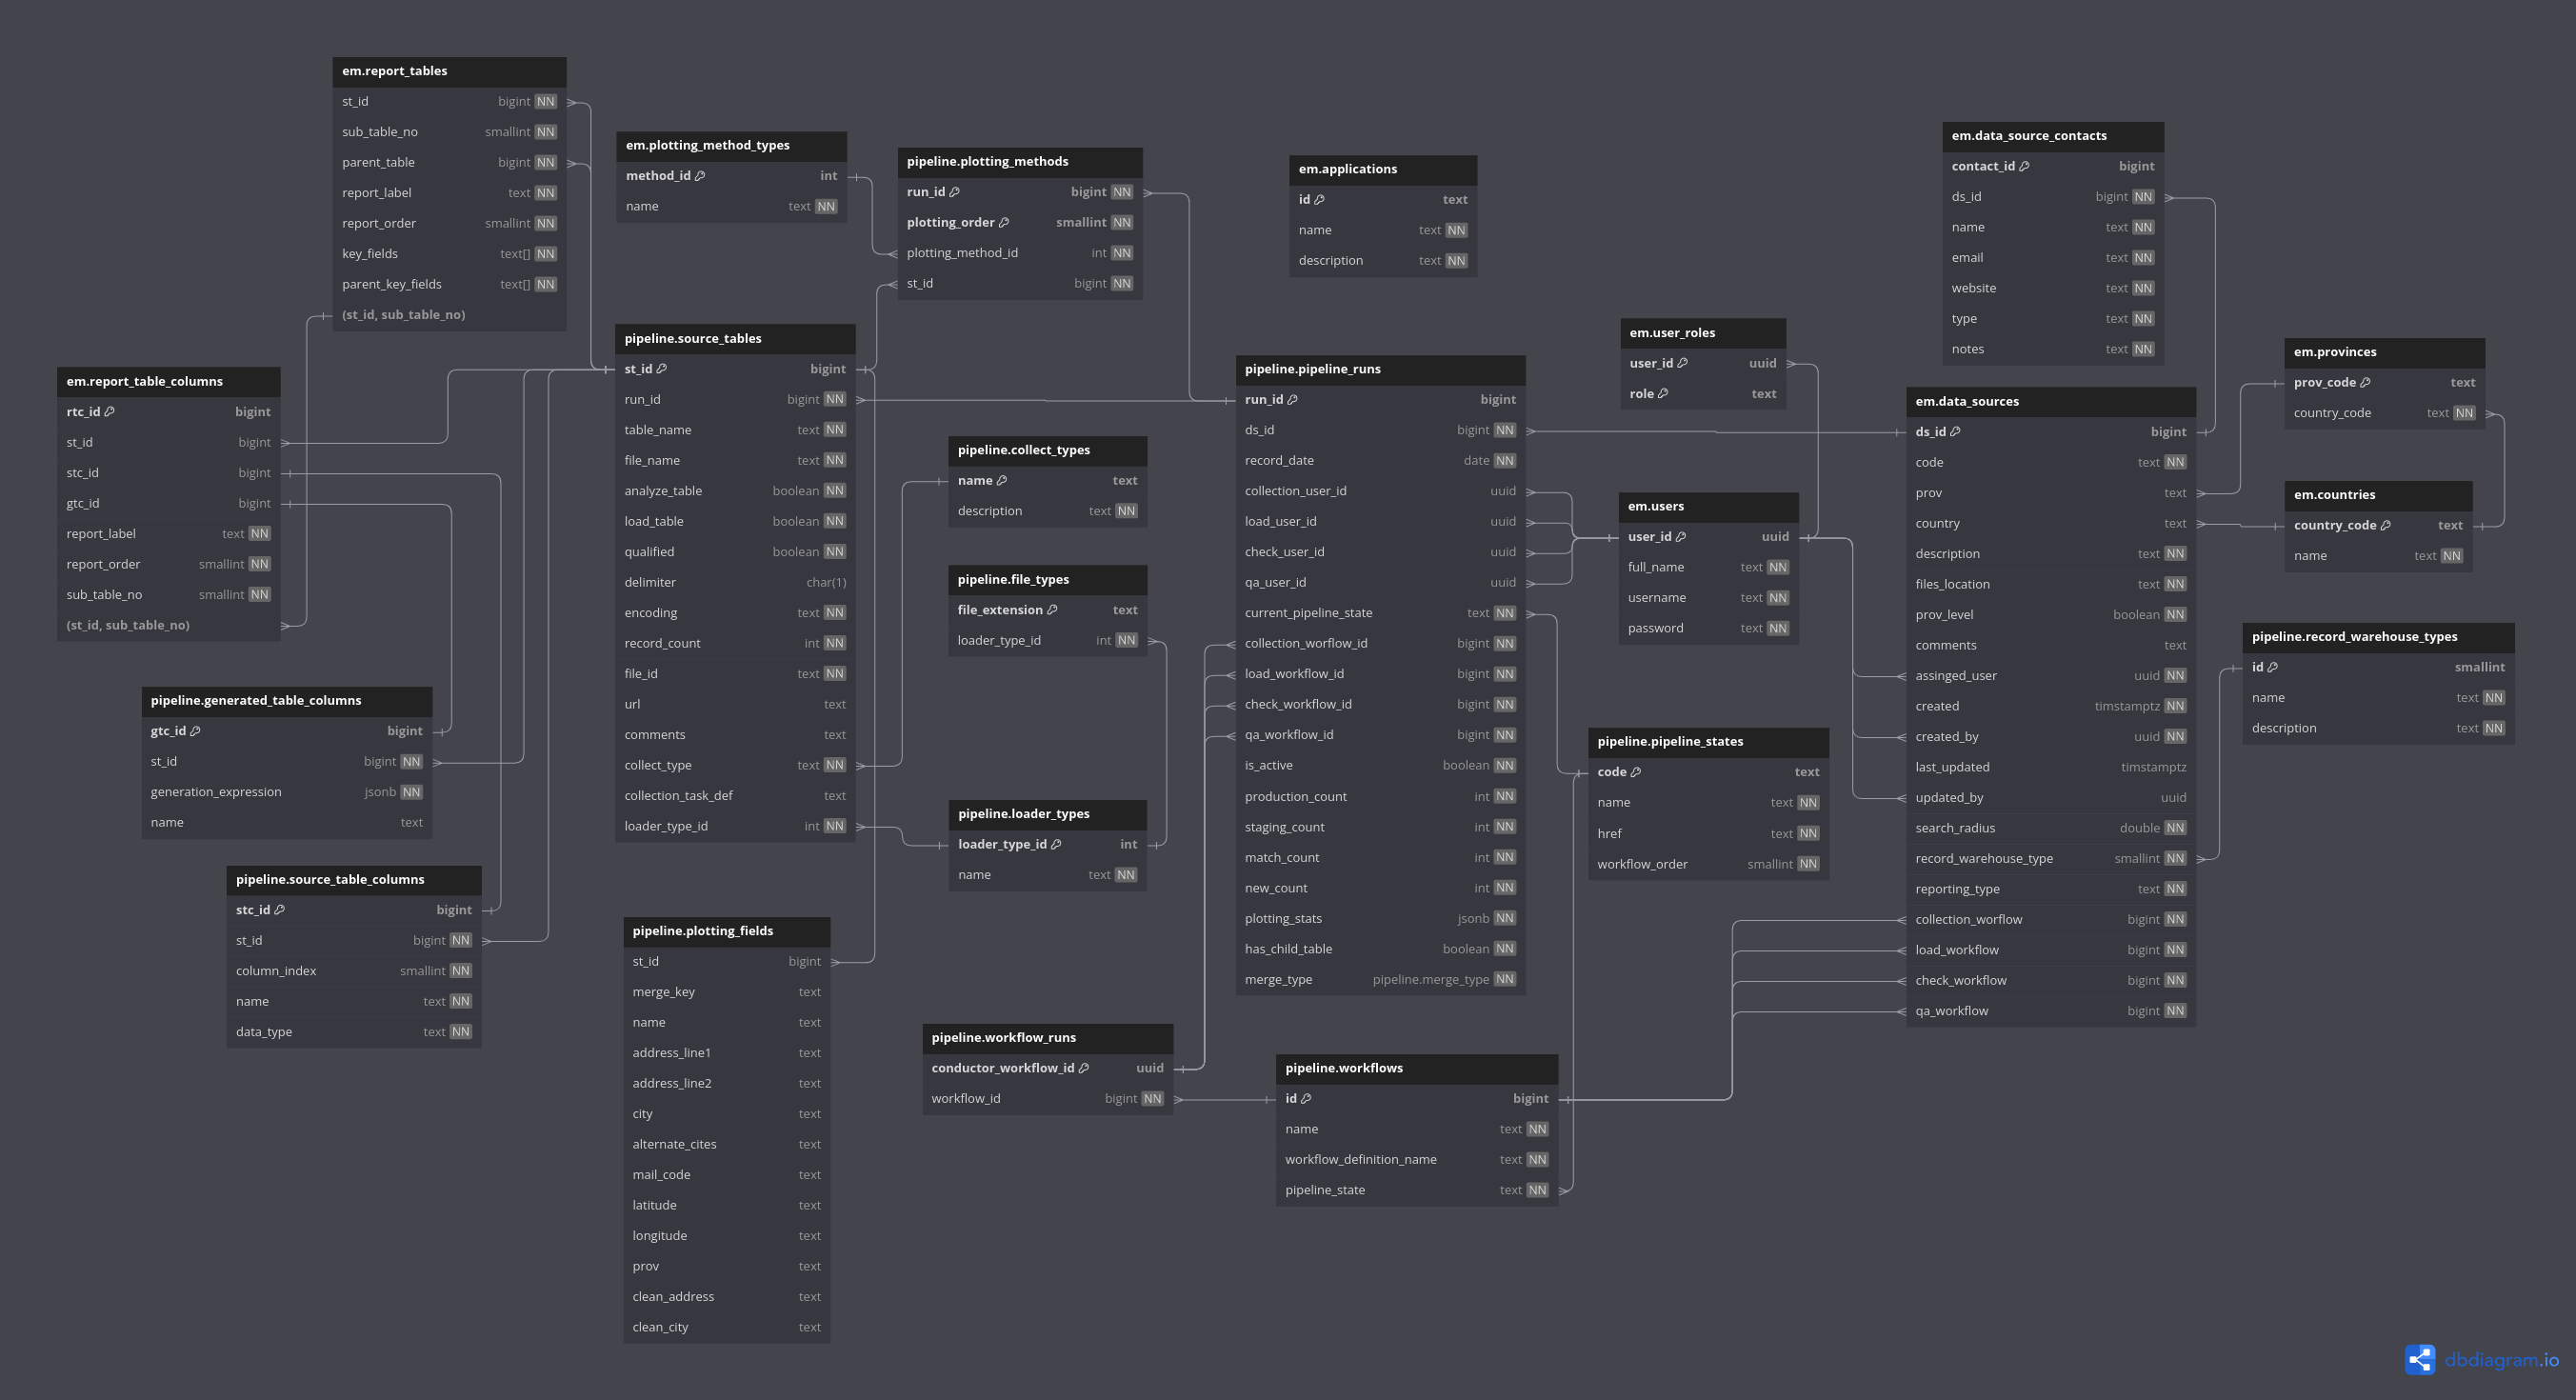 em.report_tables
st_id bigint NN
sub_table_no smallint NN
parent_table bigint NN
report_label text NN
report_order smallint NN
key_fields text[] NN
parent_key_fields text[] NN
(st_id, sub_table_no)
em.plotting_method_types
method_id int
name text NN
pipeline.plotting_methods
run_id bigint NN
plotting_order smallint NN
plotting_method_id int NN
st_id bigint NN
em.applications
id text
name text NN
description text NN
em.data_source_contacts
contact_id bigint
ds_id bigint NN
name text NN
email text NN
website text NN
type text NN
notes text NN
em.report_table_columns
rtc_id bigint
st_id bigint
stc_id bigint
gtc_id bigint
report_label text NN
report_order smallint NN
sub_table_no smallint NN
(st_id, sub_table_no)
pipeline.source_tables
st_id bigint
run_id bigint NN
table_name text NN
file_name text NN
analyze_table boolean NN
load_table boolean NN
qualified boolean NN
delimiter char(1)
encoding text NN
record_count int NN
file_id text NN
url text
comments text
collect_type text NN
collection_task_def text
loader_type_id int NN
pipeline.collect_types
name text
description text NN
pipeline.file_types
file_extension text
loader_type_id int NN
pipeline.loader_types
loader_type_id int
name text NN
pipeline.pipeline_runs
run_id bigint
ds_id bigint NN
record_date date NN
collection_user_id uuid
load_user_id uuid
check_user_id uuid
qa_user_id uuid
current_pipeline_state text NN
collection_worflow_id bigint NN
load_workflow_id bigint NN
check_workflow_id bigint NN
qa_workflow_id bigint NN
is_active boolean NN
production_count int NN
staging_count int NN
match_count int NN
new_count int NN
plotting_stats jsonb NN
has_child_table boolean NN
merge_type pipeline.merge_type NN
em.user_roles
user_id uuid
role text
em.users
user_id uuid
full_name text NN
username text NN
password text NN
pipeline.pipeline_states
code text
name text NN
href text NN
workflow_order smallint NN
em.data_sources
ds_id bigint
code text NN
prov text
country text
description text NN
files_location text NN
prov_level boolean NN
comments text
assinged_user uuid NN
created timstamptz NN
created_by uuid NN
last_updated timstamptz
updated_by uuid
search_radius double NN
record_warehouse_type smallint NN
reporting_type text NN
collection_worflow bigint NN
load_workflow bigint NN
check_workflow bigint NN
qa_workflow bigint NN
em.provinces
prov_code text
country_code text NN
em.countries
country_code text
name text NN
pipeline.record_warehouse_types
id smallint
name text NN
description text NN
pipeline.generated_table_columns
gtc_id bigint
st_id bigint NN
generation_expression jsonb NN
name text
pipeline.source_table_columns
stc_id bigint
st_id bigint NN
column_index smallint NN
name text NN
data_type text NN
pipeline.plotting_fields
st_id bigint
merge_key text
name text
address_line1 text
address_line2 text
city text
alternate_cites text
mail_code text
latitude text
longitude text
prov text
clean_address text
clean_city text
pipeline.workflow_runs
conductor_workflow_id uuid
workflow_id bigint NN
pipeline.workflows
id bigint
name text NN
workflow_definition_name text NN
pipeline_state text NN
dbdiagram.io